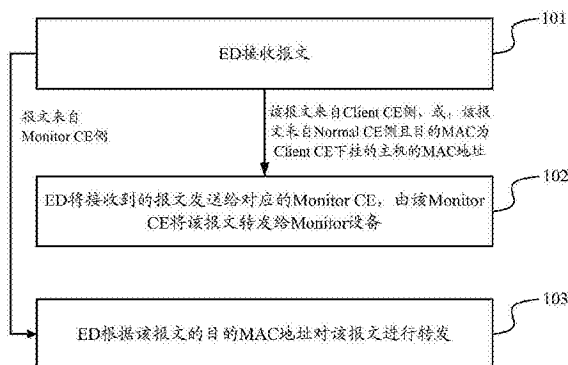 101
ED接收报文
报文来自
Monitor CE侧
该报文来自Client CE侧,或,该报
文来自Normal CE侧且目的MAC为
Client CE下挂的主机的MAC地址
102
ED将接收到的报文发送给对应的Monitor CE,由该Monitor
CE将该报文转发给Monitor设备
103
ED根据该报文的目的MAC地址对该报文进行转发